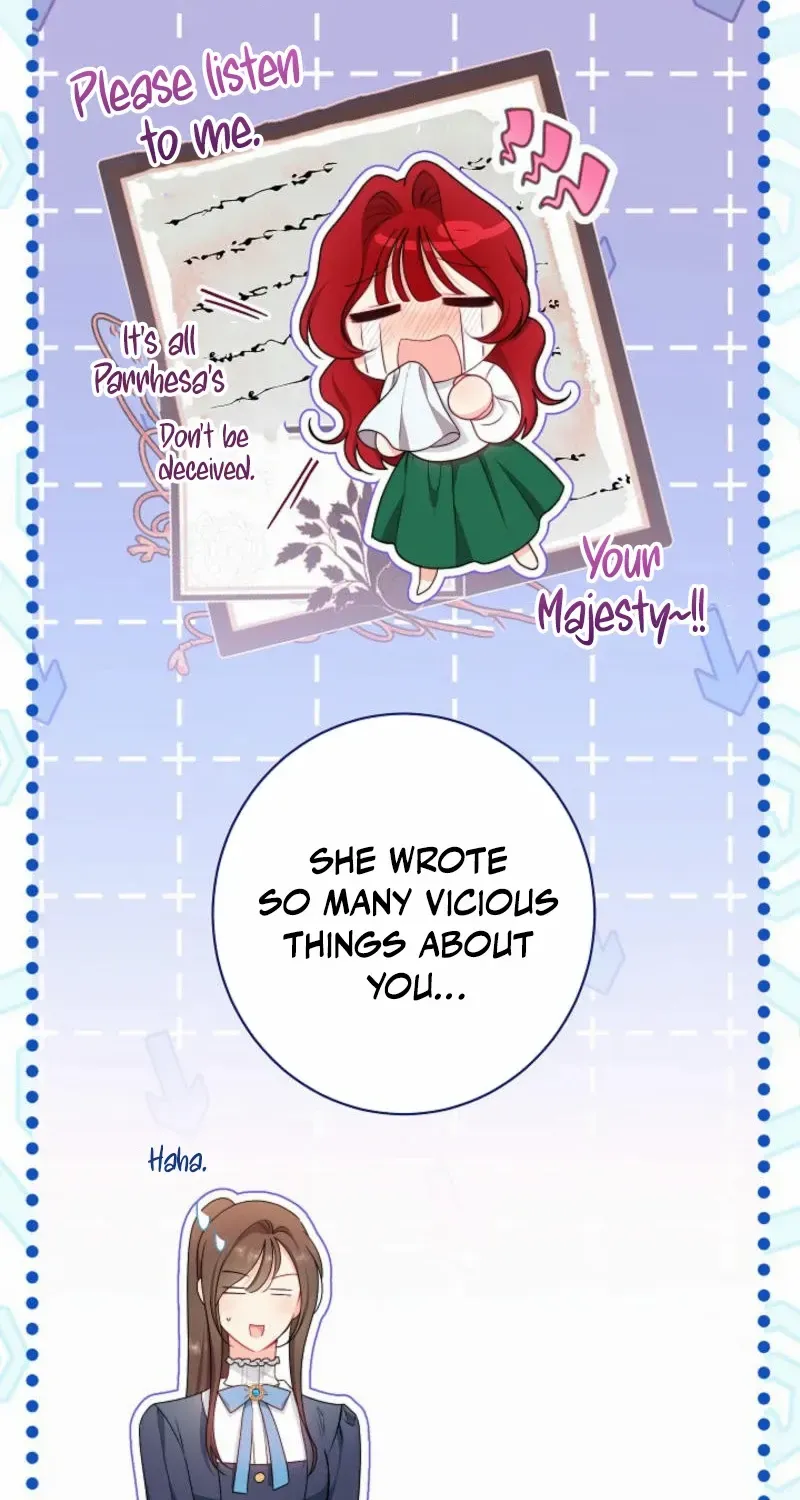 Please listen
to me.
It's all
Parrhesa's
Don't be
deceived.
Your
Majesty~!!
SHE WROTE
SO MANY VICIOUS
THINGS ABOUT
YOU...
Haha.